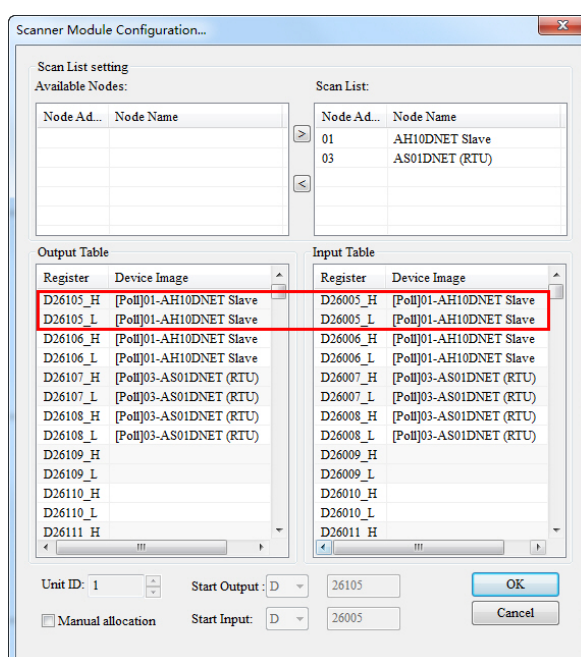 Scanner Module Configuration...
Scan List setting
Available Nodes: Scan List:
Node Ad... Node Name Node Ad... Node Name
01 AH10DNET Slave
03 AS01DNET (RTU)
>
<
Output Table Input Table
Register Device Image Register Device Image
D26105_H [Poll]01-AH10DNET Slave D26005_H [Poll]01-AH10DNET Slave
D26105_L [Poll]01-AH10DNET Slave D26005_L [Poll]01-AH10DNET Slave
D26106_H [Poll]01-AH10DNET Slave D26006_H [Poll]01-AH10DNET Slave
D26106_L [Poll]01-AH10DNET Slave D26006_L [Poll]01-AH10DNET Slave
D26107_H [Poll]03-AS01DNET (RTU) D26007_H [Poll]03-AS01DNET (RTU)
D26107_L [Poll]03-AS01DNET (RTU) D26007_L [Poll]03-AS01DNET (RTU)
D26108_H [Poll]03-AS01DNET (RTU) D26008_H [Poll]03-AS01DNET (RTU)
D26108_L [Poll]03-AS01DNET (RTU) D26008_L [Poll]03-AS01DNET (RTU)
D26109_H D26009_H
D26109_L D26009_L
D26110_H D26010_H
D26110_L D26010_L
D26111 H D26011 H
Unit ID: 1 Start Output : D 26105 OK
Manual allocation Start Input: D 26005 Cancel